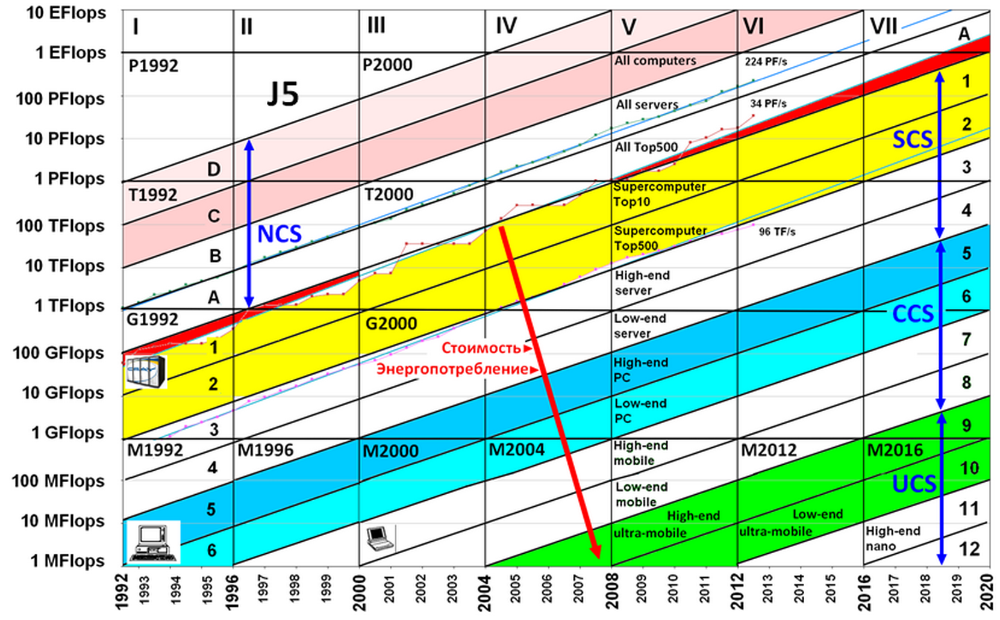 10 EFlops
1 EFlops
100 PFlops
10 PFlops
1 PFlops
100 TFlops
10 TFlops
1 TFlops
100 GFlops
10 GFlops
1 GFlops
100 MFlops
10 MFlops
1 MFlops
I
II
III
IV
V
VI
VII
A
P1992
J5
P2000
All computers
224 PF/s
1
All servers
34 PF/s
2
All Top500
SCS
D
3
T1992
T2000
Supercomputer
Top10
4
C
NCS
Supercomputer
Top500
96 TF/s
5
B
High-end
server
6
A
G1992
G2000
Low-end
server
CCS
7
1
Стоимость
Энергопотребление
High-end
PC
8
2
CRAY
Low-end
PC
9
3
M1992
M1996
M2000
M2004
High-end
mobile
M2012
M2016
10
4
Low-end
mobile
UCS
11
5
High-end
ultra-mobile
Low-end
ultra-mobile
High-end
nano
12
6
1992
1993
1994
1995
1996
1997
1998
1999
2000
2001
2002
2003
2004
2005
2006
2007
2008
2009
2010
2011
2012
2013
2014
2015
2016
2017
2018
2019
2020